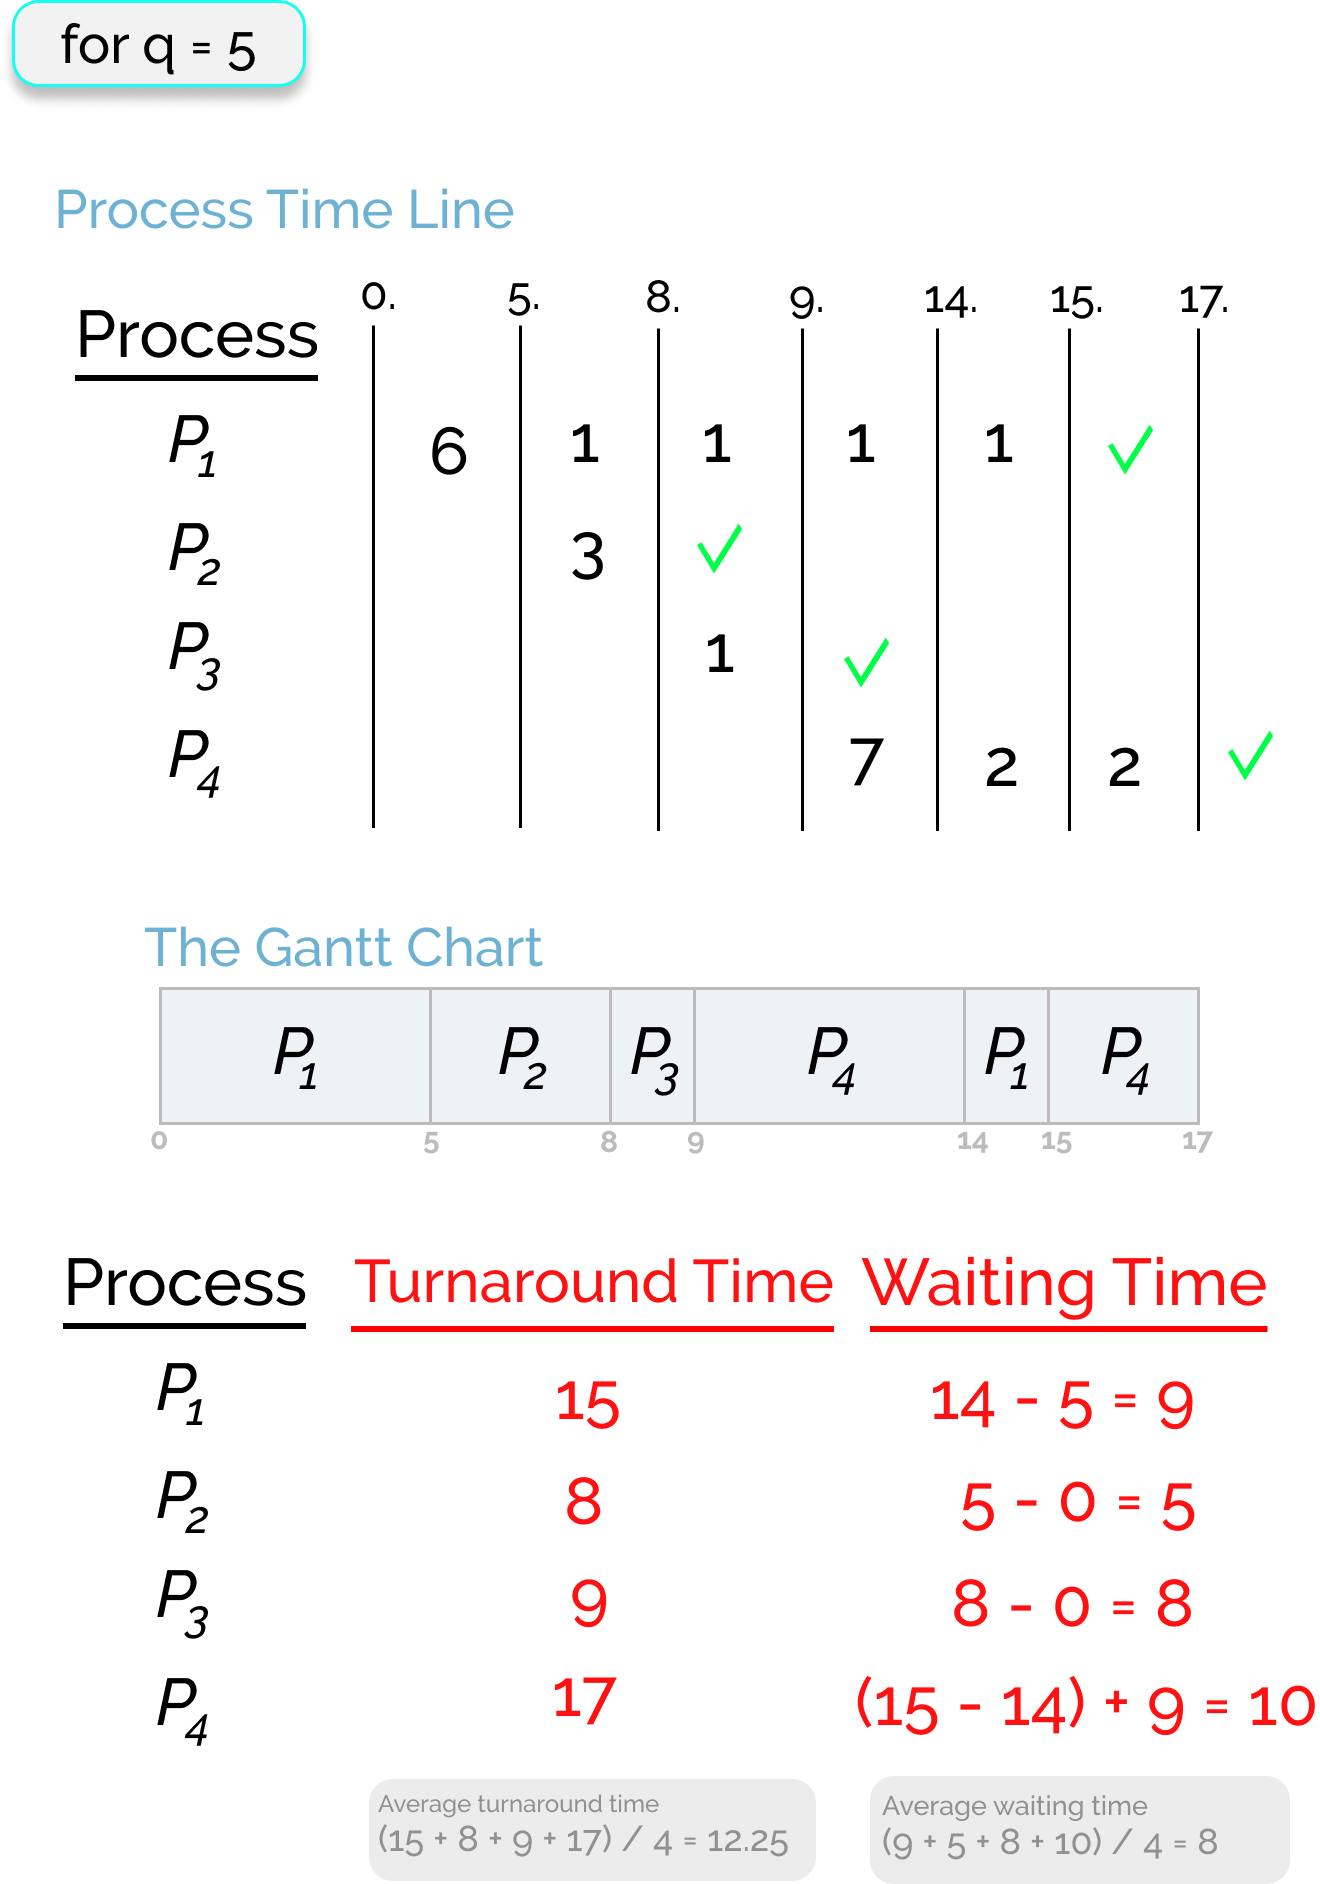 for q = 5
Process Time Line
Process 0. 5. 8. 9. 14. 15. 17.
P1 6 1 1 1 1 ✓
P2 3 ✓
P3 1 ✓
P4 7 2 2 ✓
The Gantt Chart
P1 P2 P3 P4 P1 P4
0 5 8 9 14 15 17
Process Turnaround Time Waiting Time
P1 15 14 - 5 = 9
P2 8 5 - 0 = 5
P3 9 8 - 0 = 8
P4 17 (15 - 14) + 9 = 10
Average turnaround time Average waiting time
(15 + 8 + 9 + 17) / 4 = 12.25 (9 + 5 + 8 + 10) / 4 = 8